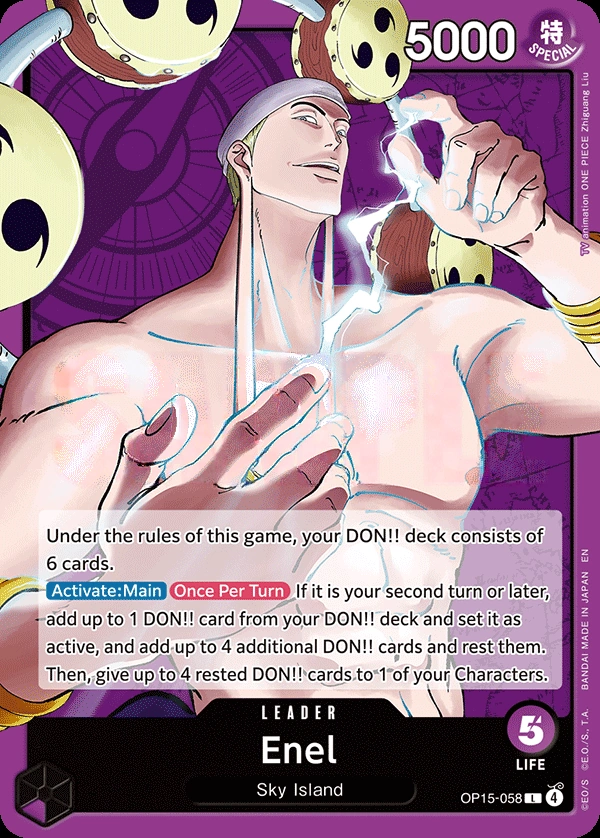 5000
特
SPECIAL
TV animation ONE PIECE Zhiguang Liu
Under the rules of this game, your DON!! deck consists of
6 cards.
Activate:Main Once Per Turn If it is your second turn or later,
add up to 1 DON!! card from your DON!! deck and set it as
active, and add up to 4 additional DON!! cards and rest them.
Then, give up to 4 rested DON!! cards to 1 of your Characters.
LEADER
Enel
Sky Island
5
LIFE
OP15-058 L 4
©E.O/S ©E.O./S., T.A. BANDAI MADE IN JAPAN EN